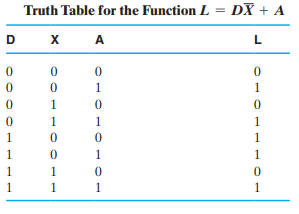 Truth Table for the Function L = DX̅ + A
D X A L
0 0 0 0
0 0 1 1
0 1 0 0
0 1 1 1
1 0 0 1
1 0 1 1
1 1 0 0
1 1 1 1